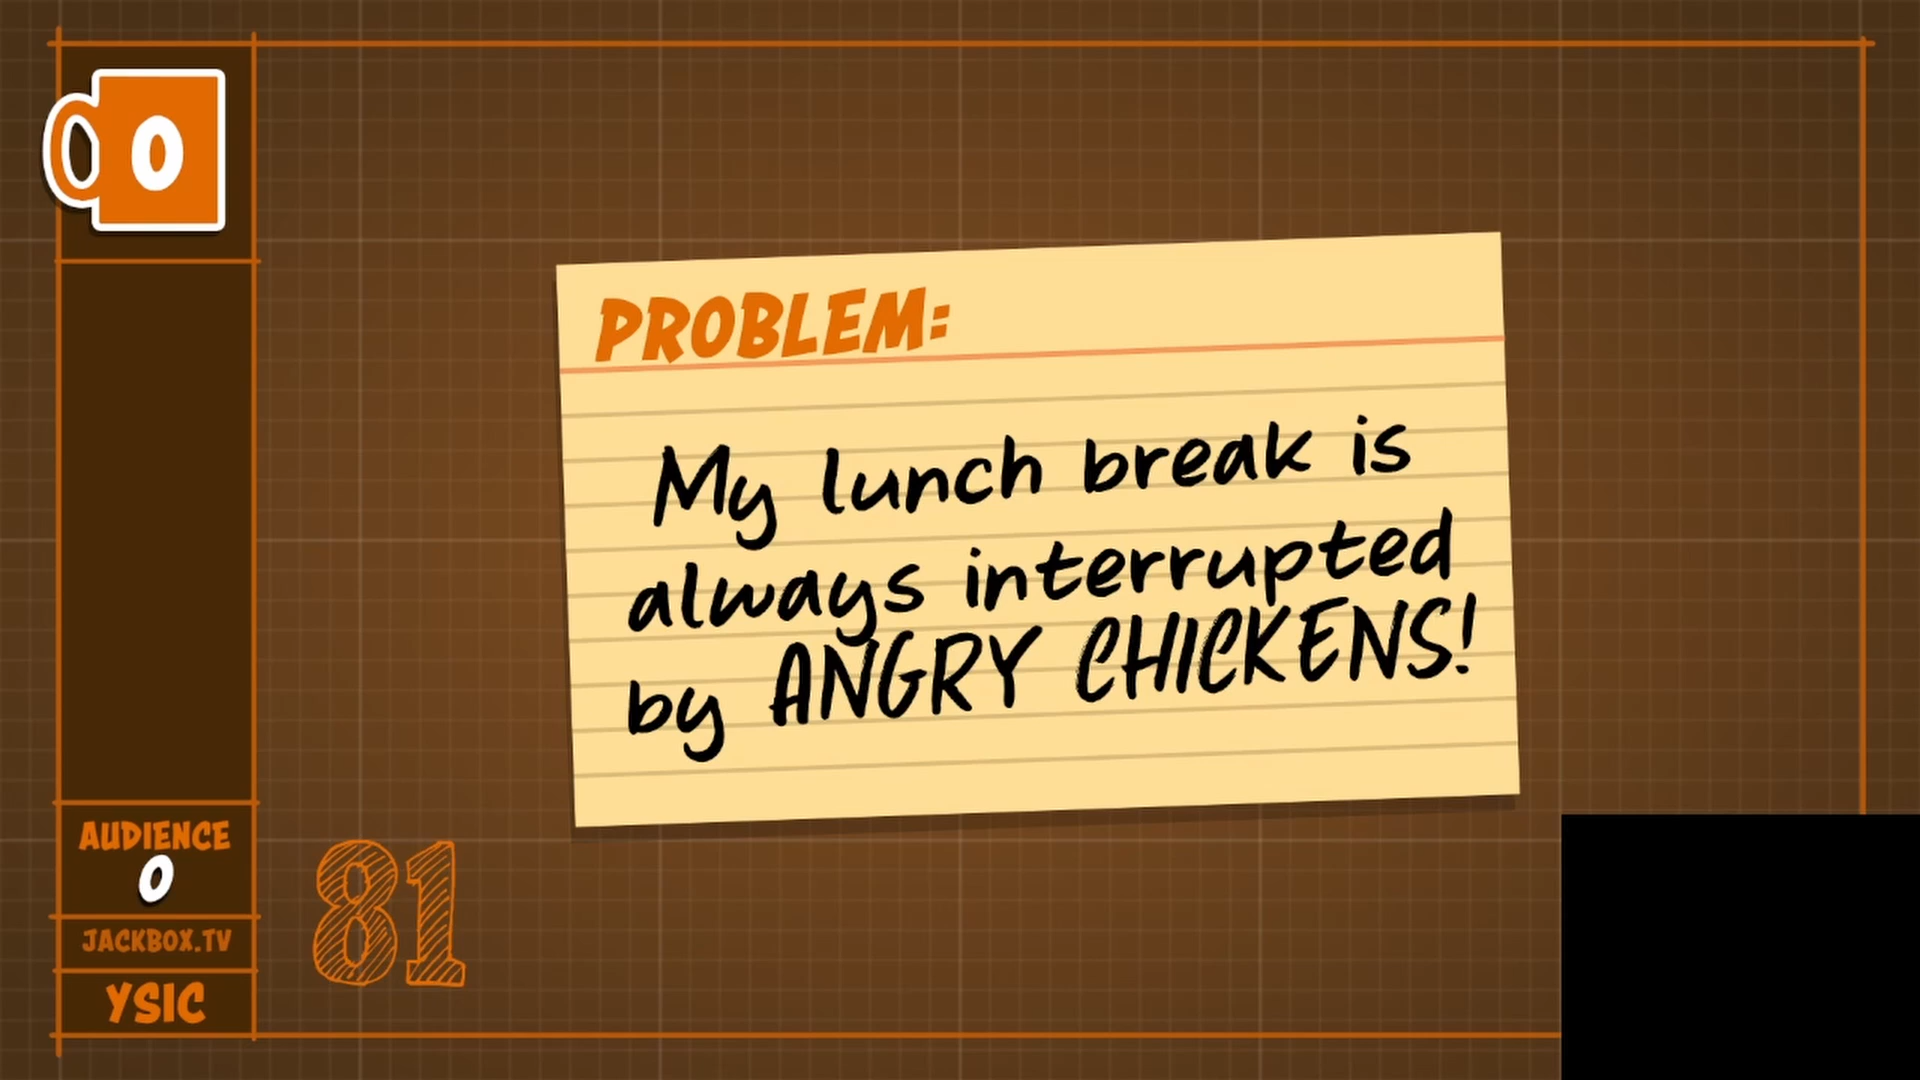 0
PROBLEM:
My lunch break is
always interrupted
by ANGRY CHICKENS!
AUDIENCE
0
JACKBOX.TV
YSIC
81